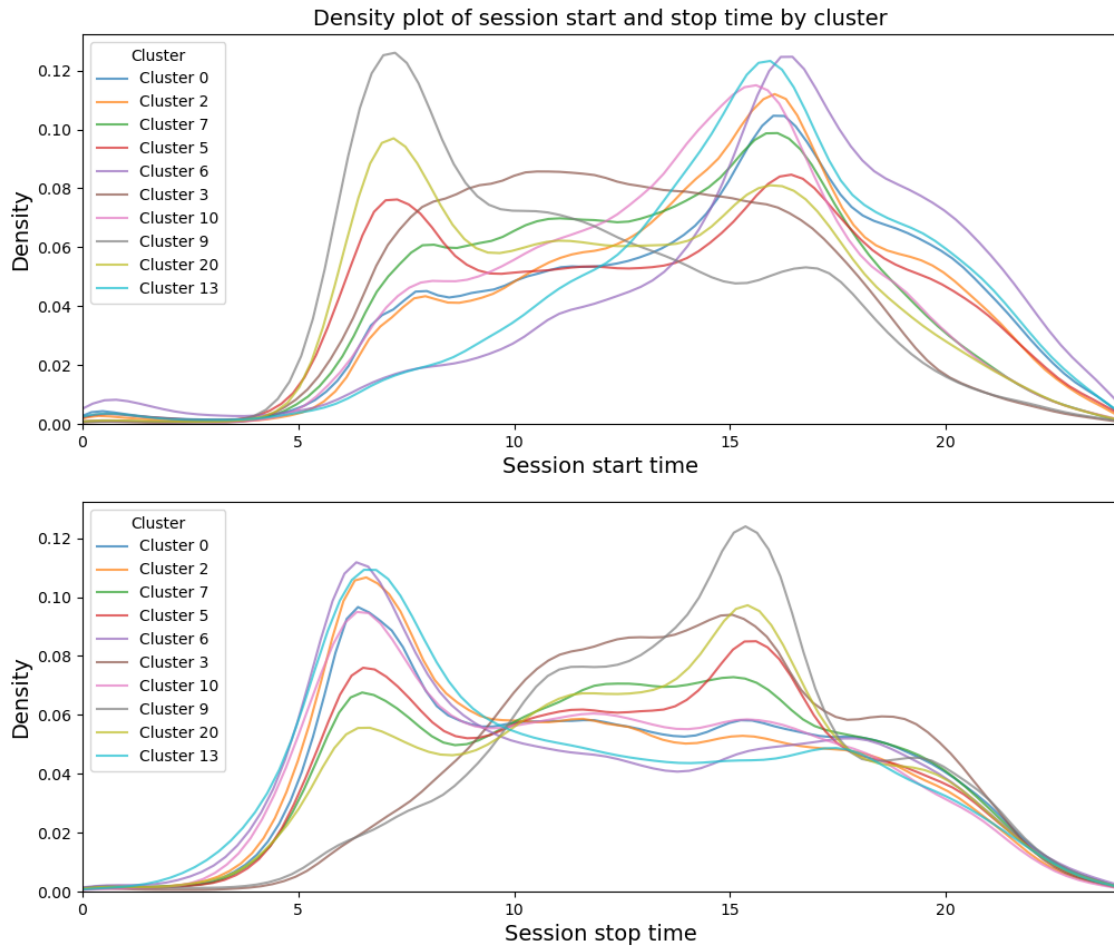 Density plot of session start and stop time by cluster
Cluster
Cluster 0
Cluster 2
Cluster 7
Cluster 5
Cluster 6
Cluster 3
Cluster 10
Cluster 9
Cluster 20
Cluster 13
Density
0.12
0.10
0.08
0.06
0.04
0.02
0.00
0 5 10 15 20
Session start time
Cluster
Cluster 0
Cluster 2
Cluster 7
Cluster 5
Cluster 6
Cluster 3
Cluster 10
Cluster 9
Cluster 20
Cluster 13
Density
0.12
0.10
0.08
0.06
0.04
0.02
0.00
0 5 10 15 20
Session stop time